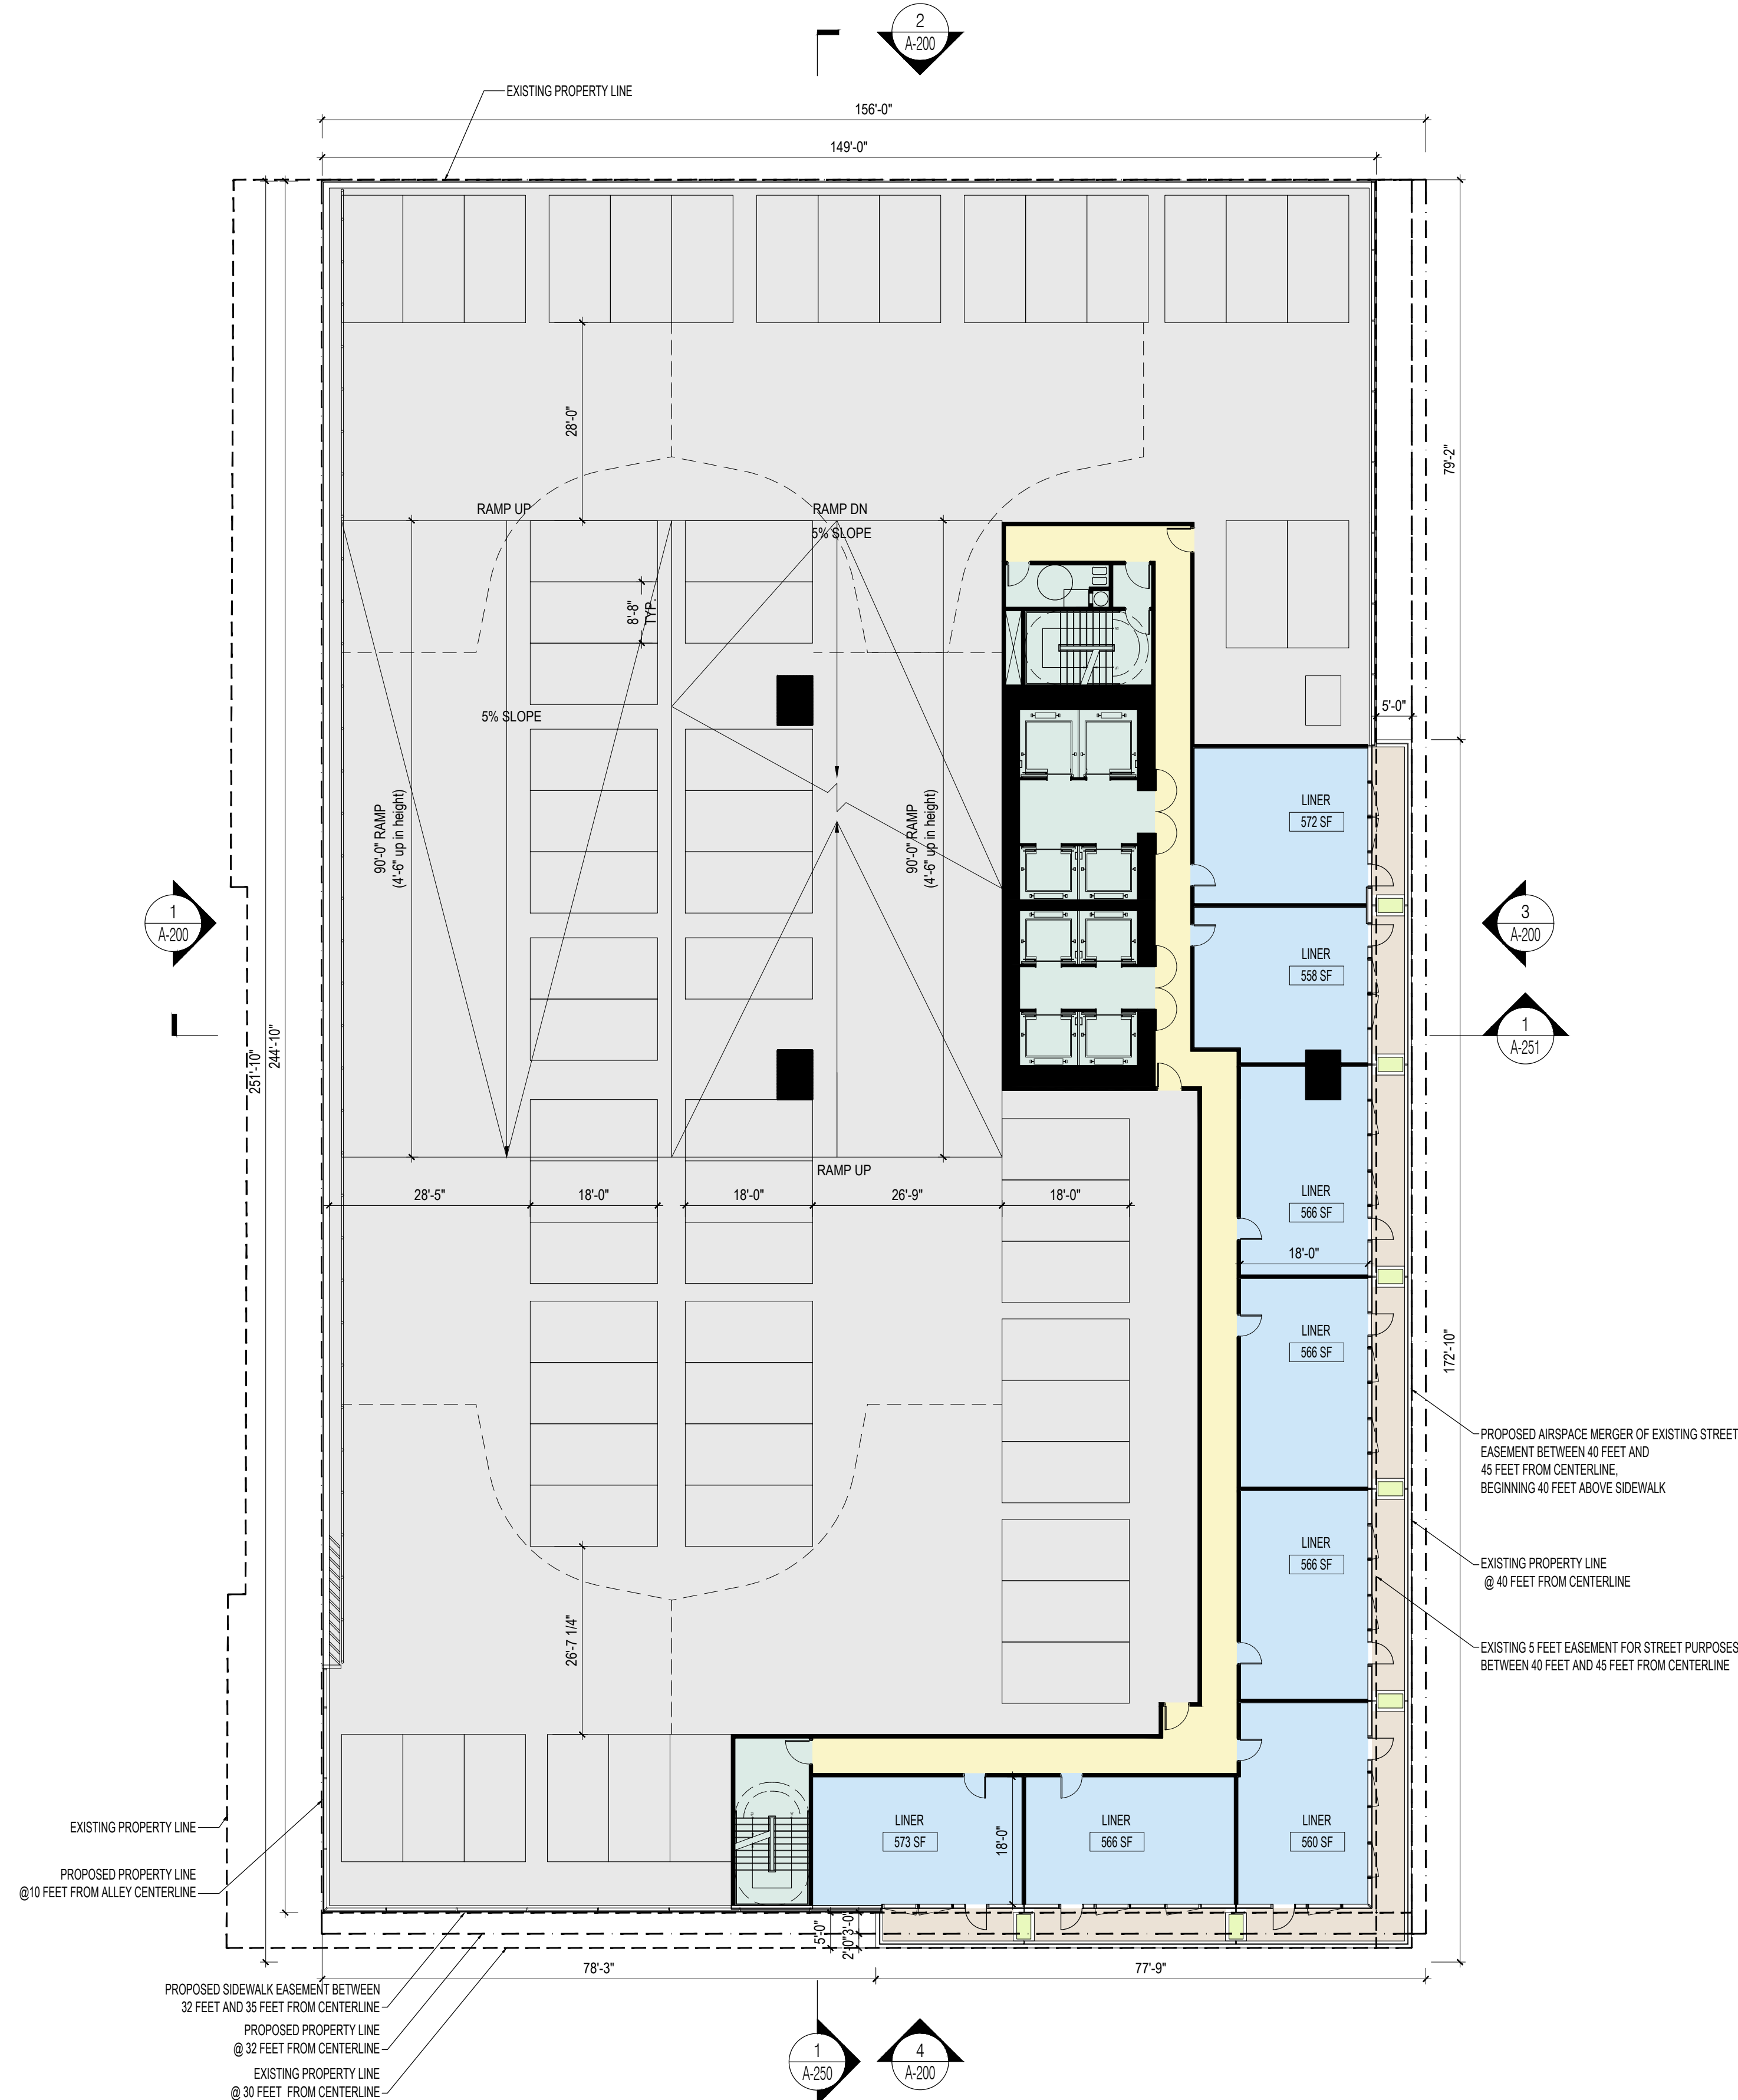 2
A-200
EXISTING PROPERTY LINE
156'-0"
149'-0"
28'-0"
79'-2"
RAMP UP
RAMP DN
5% SLOPE
8'-8"
TYP.
5% SLOPE
5'-0"
90'-0" RAMP
(4'-6" up in height)
90'-0" RAMP
(4'-6" up in height)
LINER
572 SF
1
A-200
3
A-200
LINER
558 SF
1
A-251
251'-10"
244'-10"
RAMP UP
28'-5"
18'-0"
18'-0"
26'-9"
18'-0"
LINER
566 SF
18'-0"
LINER
566 SF
172'-10"
PROPOSED AIRSPACE MERGER OF EXISTING STREET
EASEMENT BETWEEN 40 FEET AND
45 FEET FROM CENTERLINE,
BEGINNING 40 FEET ABOVE SIDEWALK
LINER
566 SF
EXISTING PROPERTY LINE
@ 40 FEET FROM CENTERLINE
26'-7 1/4"
EXISTING 5 FEET EASEMENT FOR STREET PURPOSES
BETWEEN 40 FEET AND 45 FEET FROM CENTERLINE
EXISTING PROPERTY LINE
LINER
573 SF
18'-0"
LINER
566 SF
LINER
560 SF
PROPOSED PROPERTY LINE
@10 FEET FROM ALLEY CENTERLINE
5'-0"
3'-0"
2'-0"
78'-3"
77'-9"
PROPOSED SIDEWALK EASEMENT BETWEEN
32 FEET AND 35 FEET FROM CENTERLINE
PROPOSED PROPERTY LINE
@ 32 FEET FROM CENTERLINE
EXISTING PROPERTY LINE
@ 30 FEET FROM CENTERLINE
1
A-250
4
A-200